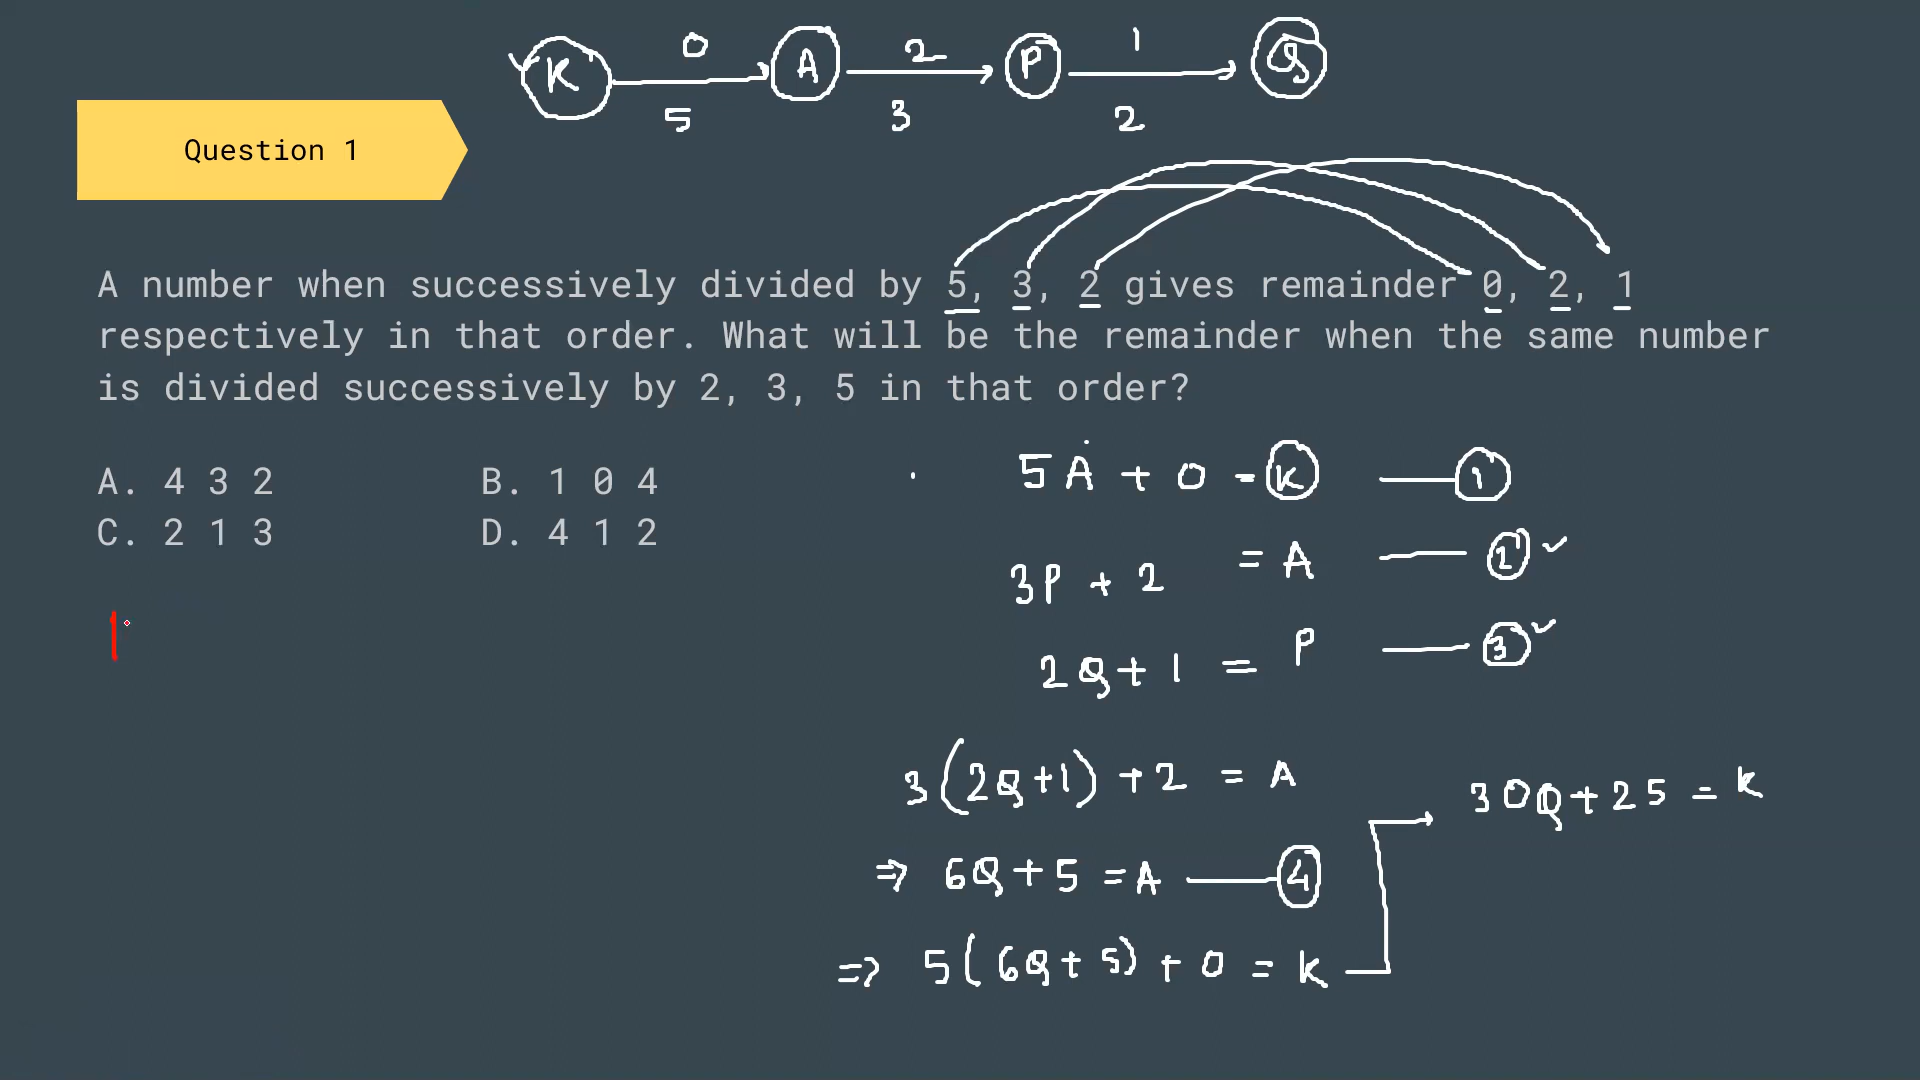 K 0 5 A 2 3 P 1 2 Q
Question 1
A number when successively divided by 5, 3, 2 gives remainder 0, 2, 1
respectively in that order. What will be the remainder when the same number
is divided successively by 2, 3, 5 in that order?
A. 4 3 2 B. 1 0 4
C. 2 1 3 D. 4 1 2
5A + 0 = K — 1
3P + 2 = A — 2
2Q + 1 = P — 3
3(2Q+1) + 2 = A
⇒ 6Q + 5 = A — 4
⇒ 5(6Q + 5) + 0 = K
30Q + 25 = K